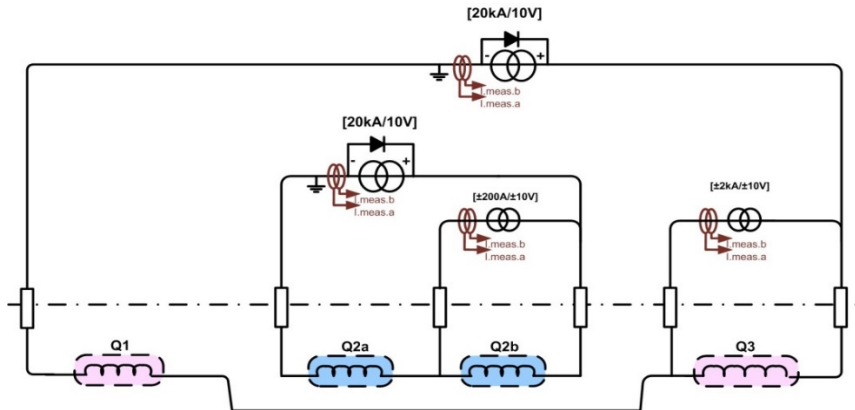 [20kA/10V]
- +
I.meas.b
I.meas.a
[20kA/10V]
- +
I.meas.b
I.meas.a
[±200A/±10V]
I.meas.b
I.meas.a
[±2kA/±10V]
I.meas.b
I.meas.a
Q1
Q2a
Q2b
Q3